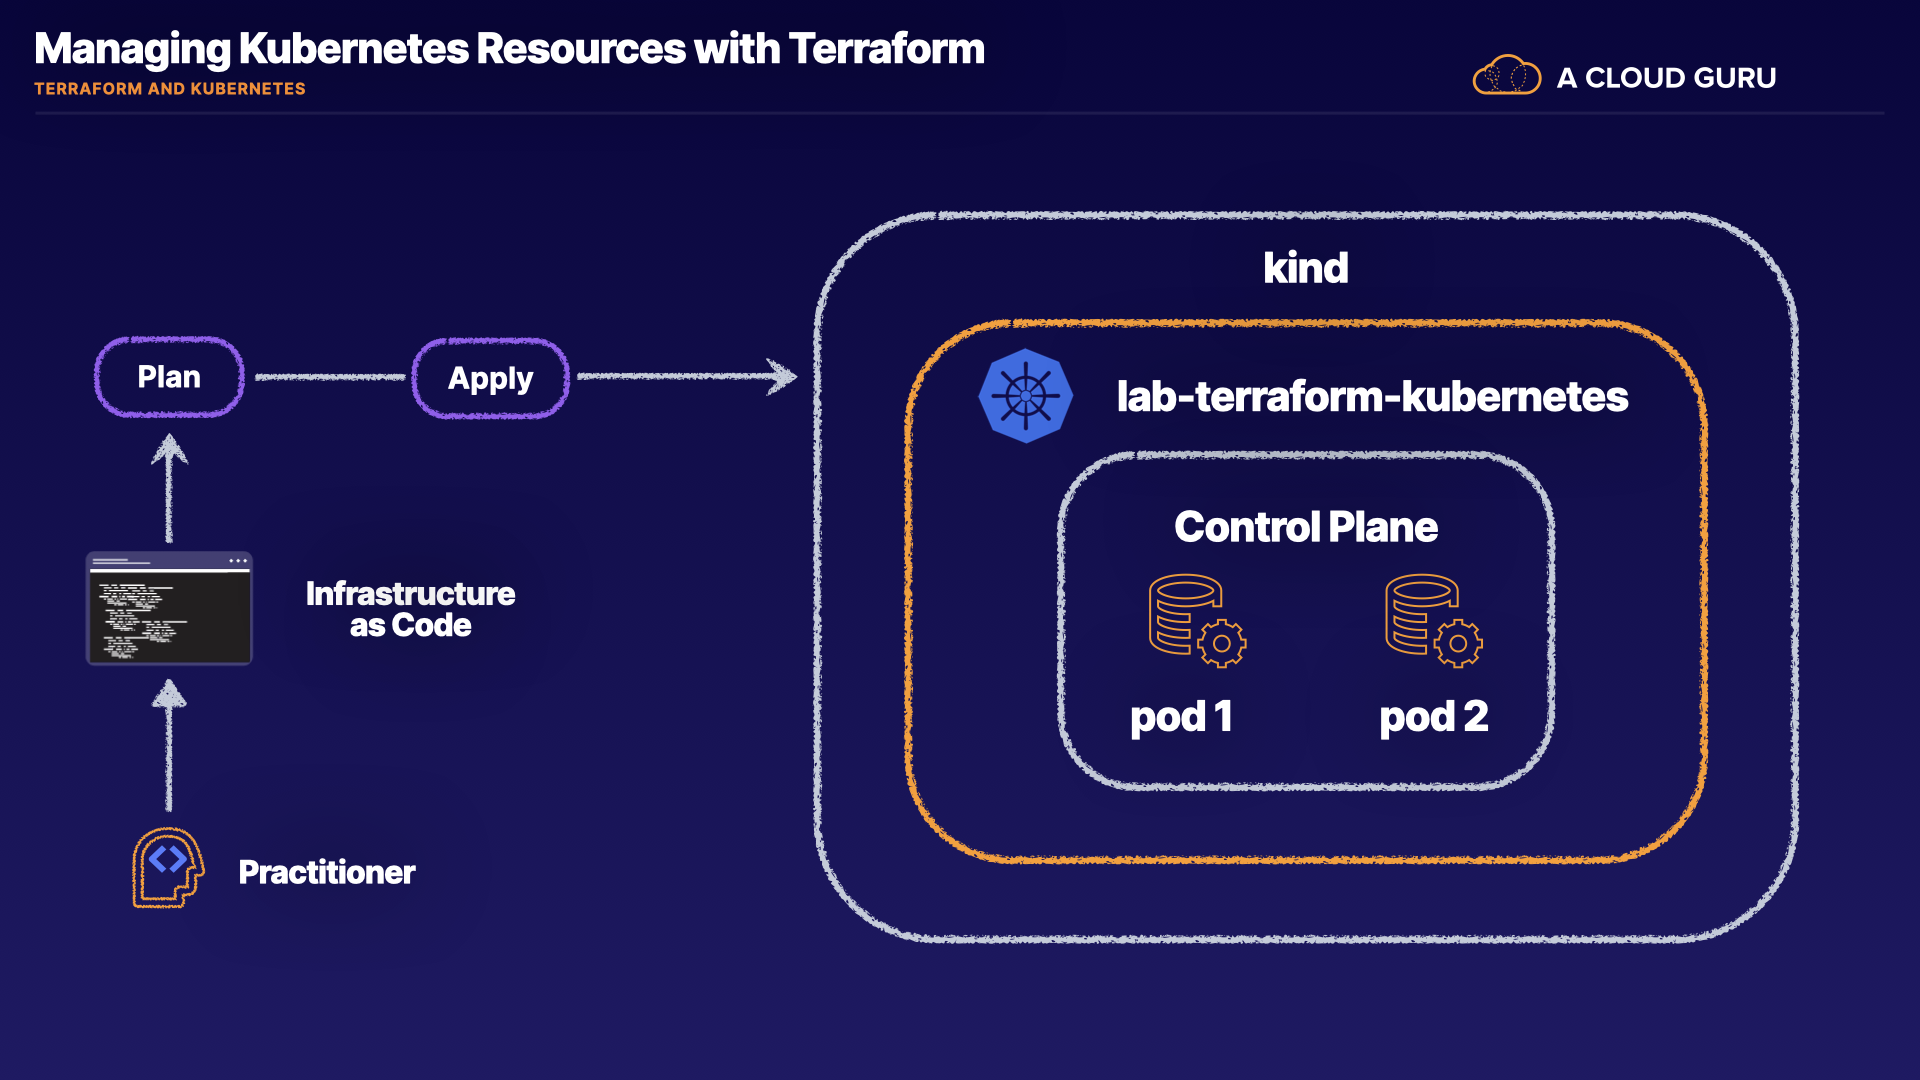 Managing Kubernetes Resources with Terraform
TERRAFORM AND KUBERNETES
A CLOUD GURU
Plan
Apply
Infrastructure
as Code
Practitioner
kind
lab-terraform-kubernetes
Control Plane
pod 1
pod 2